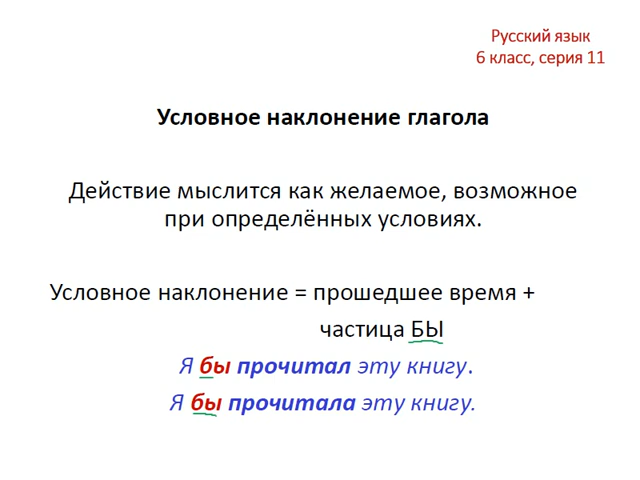 Русский язык
6 класс, серия 11
Условное наклонение глагола
Действие мыслится как желаемое, возможное
при определённых условиях.
Условное наклонение = прошедшее время +
частица БЫ
Я бы прочитал эту книгу.
Я бы прочитала эту книгу.